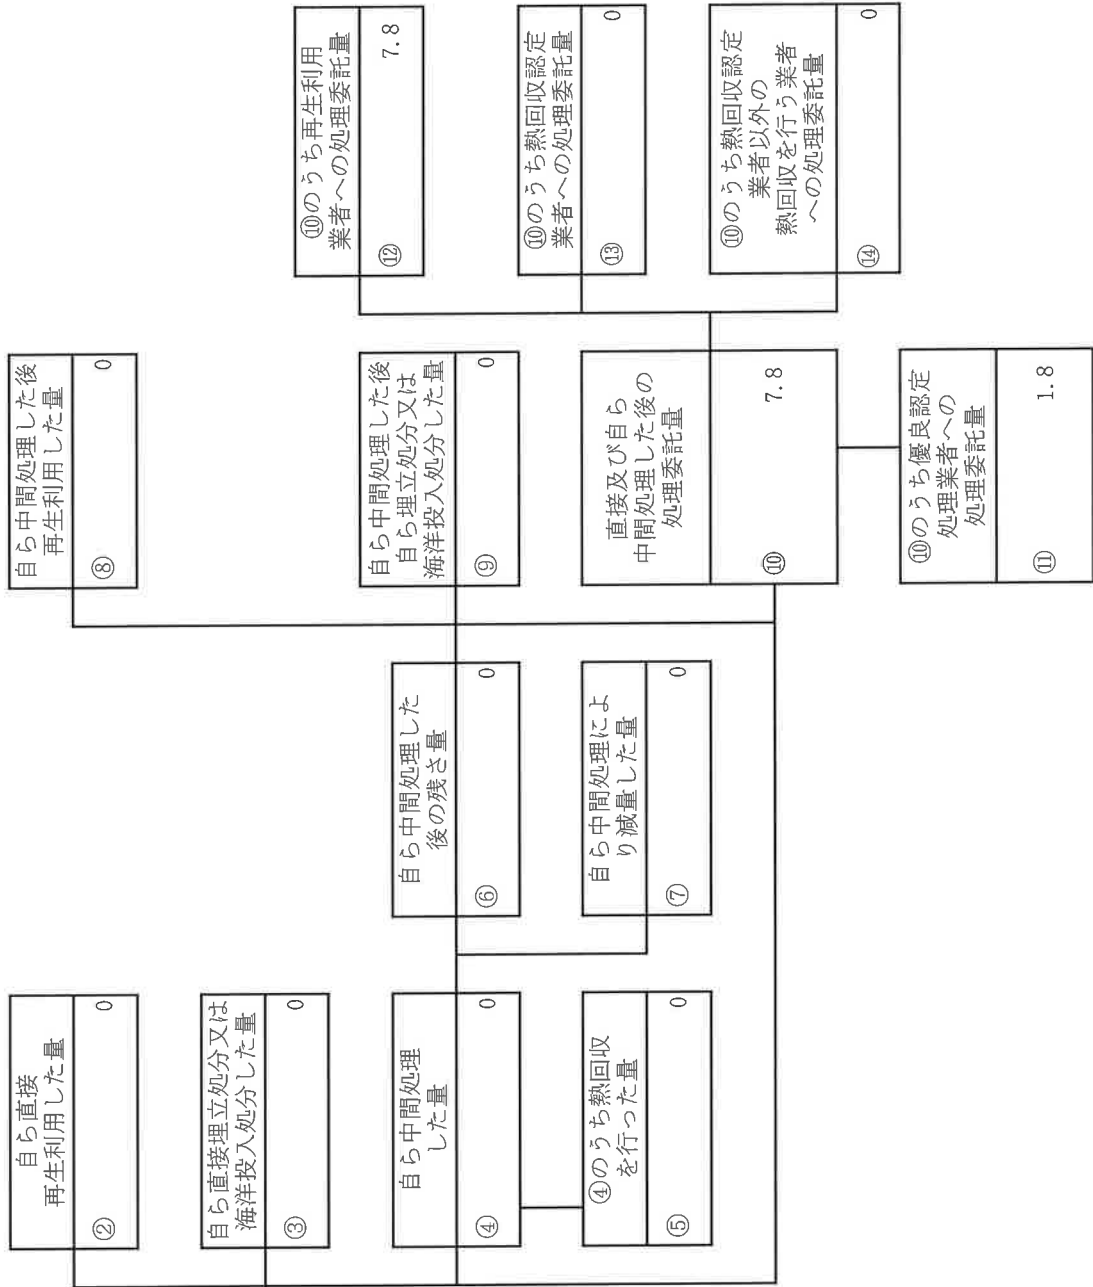 自ら直接
再生利用した量
②
0
自ら直接埋立処分又は
海洋投入処分した量
③
0
自ら中間処理
した量
④
0
④のうち熱回収
を行った量
⑤
0
自ら中間処理した
後の残さ量
⑥
0
自ら中間処理によ
り減量した量
⑦
0
自ら中間処理した後
再生利用した量
⑧
0
自ら中間処理した後
自ら埋立処分又は
海洋投入処分した量
⑨
0
直接及び自ら
中間処理した後の
処理委託量
⑩
7.8
⑩のうち優良認定
処理業者への
処理委託量
⑪
1.8
⑩のうち再生利用
業者への処理委託量
⑫
7.8
⑩のうち熱回収認定
業者への処理委託量
⑬
0
⑩のうち熱回収認定
業者以外の
熱回収を行う業者
への処理委託量
⑭
0